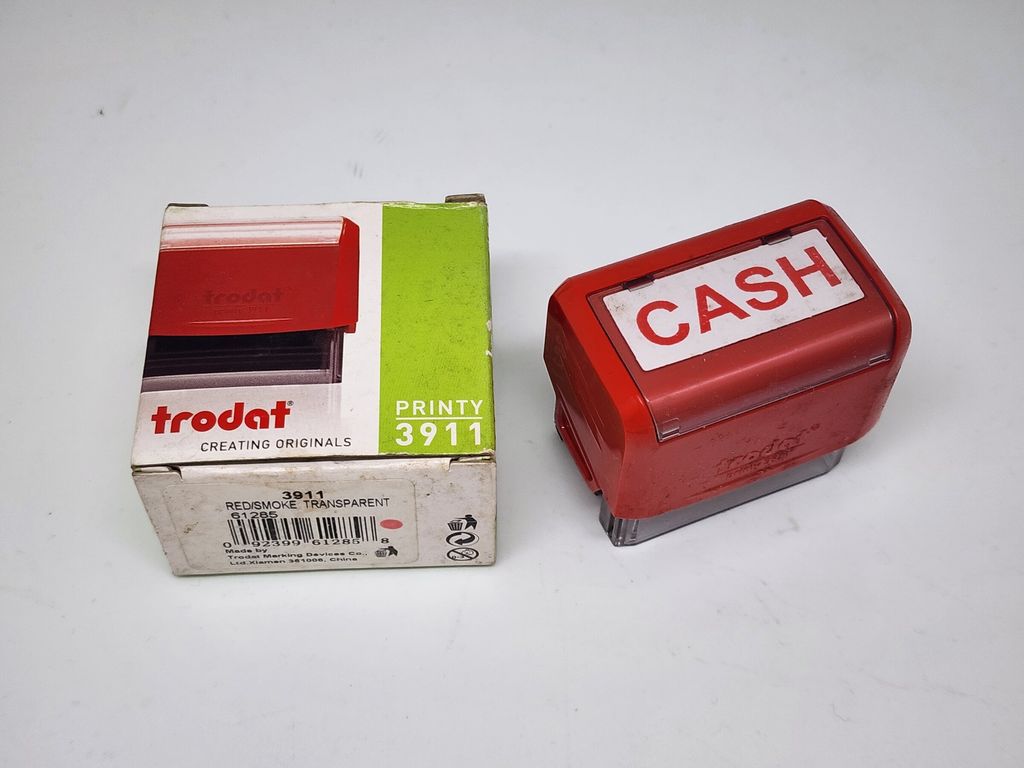 trodat
trodat®
CREATING ORIGINALS
PRINTY
3911
3911
RED/SMOKE TRANSPARENT
61285
0 92399 61285 8
Made by
Trodat Marking Devices Co.,
Ltd.Xiamen 361006, China
CASH
trodat®